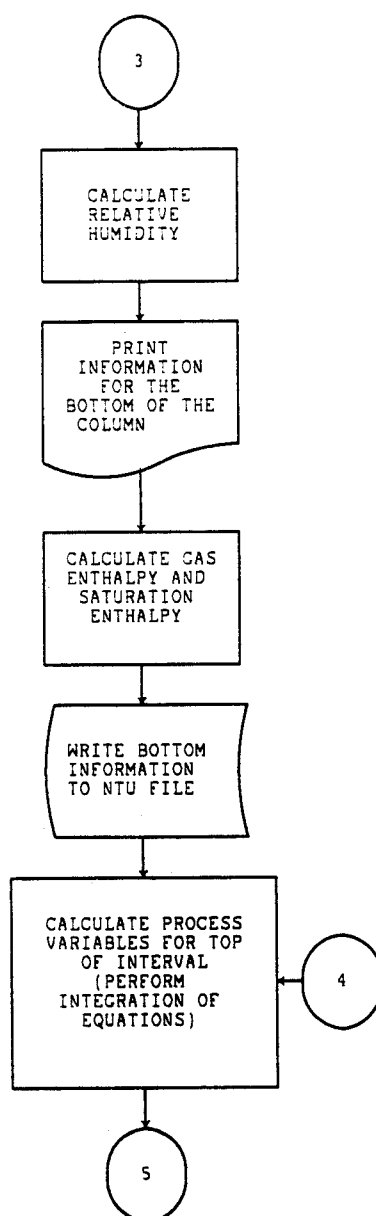 3
CALCULATE
RELATIVE
HUMIDITY
PRINT
INFORMATION
FOR THE
BOTTOM OF THE
COLUMN
CALCULATE GAS
ENTHALPY AND
SATURATION
ENTHALPY
WRITE BOTTOM
INFORMATION
TO NTU FILE
CALCULATE PROCESS
VARIABLES FOR TOP
OF INTERVAL
(PERFORM
INTEGRATION OF
EQUATIONS)
4
5